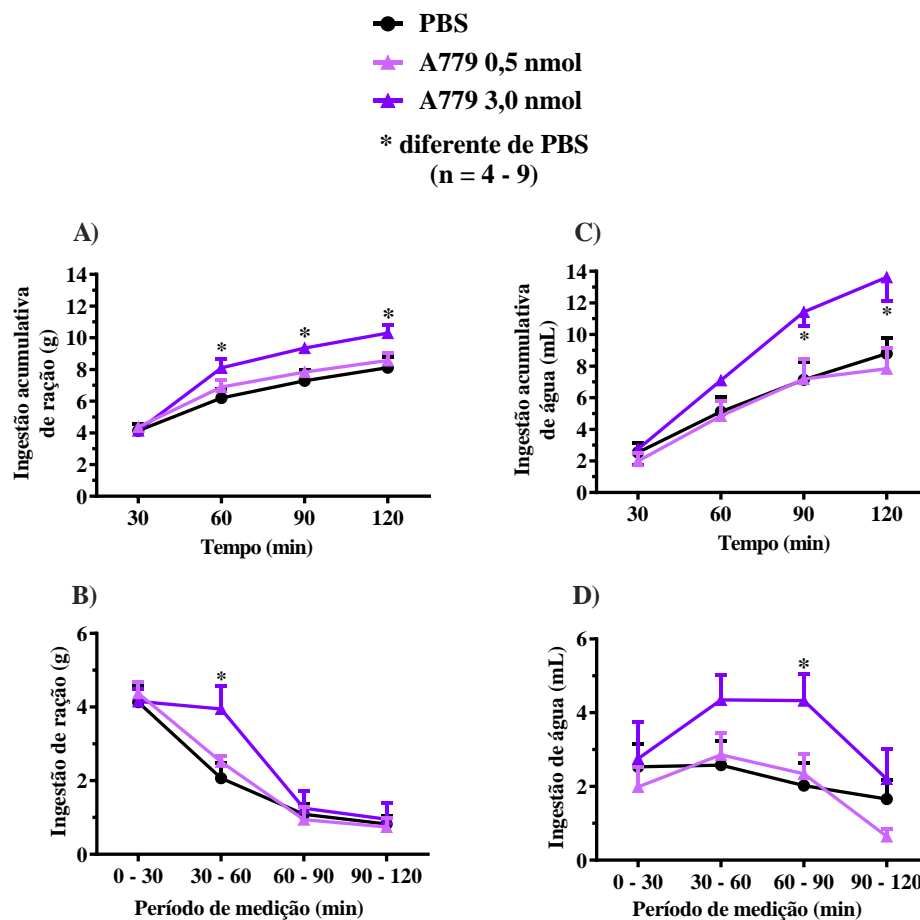 PBS
A779 0,5 nmol
A779 3,0 nmol
* diferente de PBS
(n = 4 - 9)
A)
Ingestão acumulativa
de ração (g)
14
12
10
8
6
4
2
0
* * *
30 60 90 120
Tempo (min)
C)
Ingestão acumulativa
de água (mL)
14
12
10
8
6
4
2
0
* *
30 60 90 120
Tempo (min)
B)
Ingestão de ração (g)
6
4
2
0
*
0 - 30 30 - 60 60 - 90 90 - 120
Período de medição (min)
D)
Ingestão de água (mL)
6
4
2
0
*
0 - 30 30 - 60 60 - 90 90 - 120
Período de medição (min)